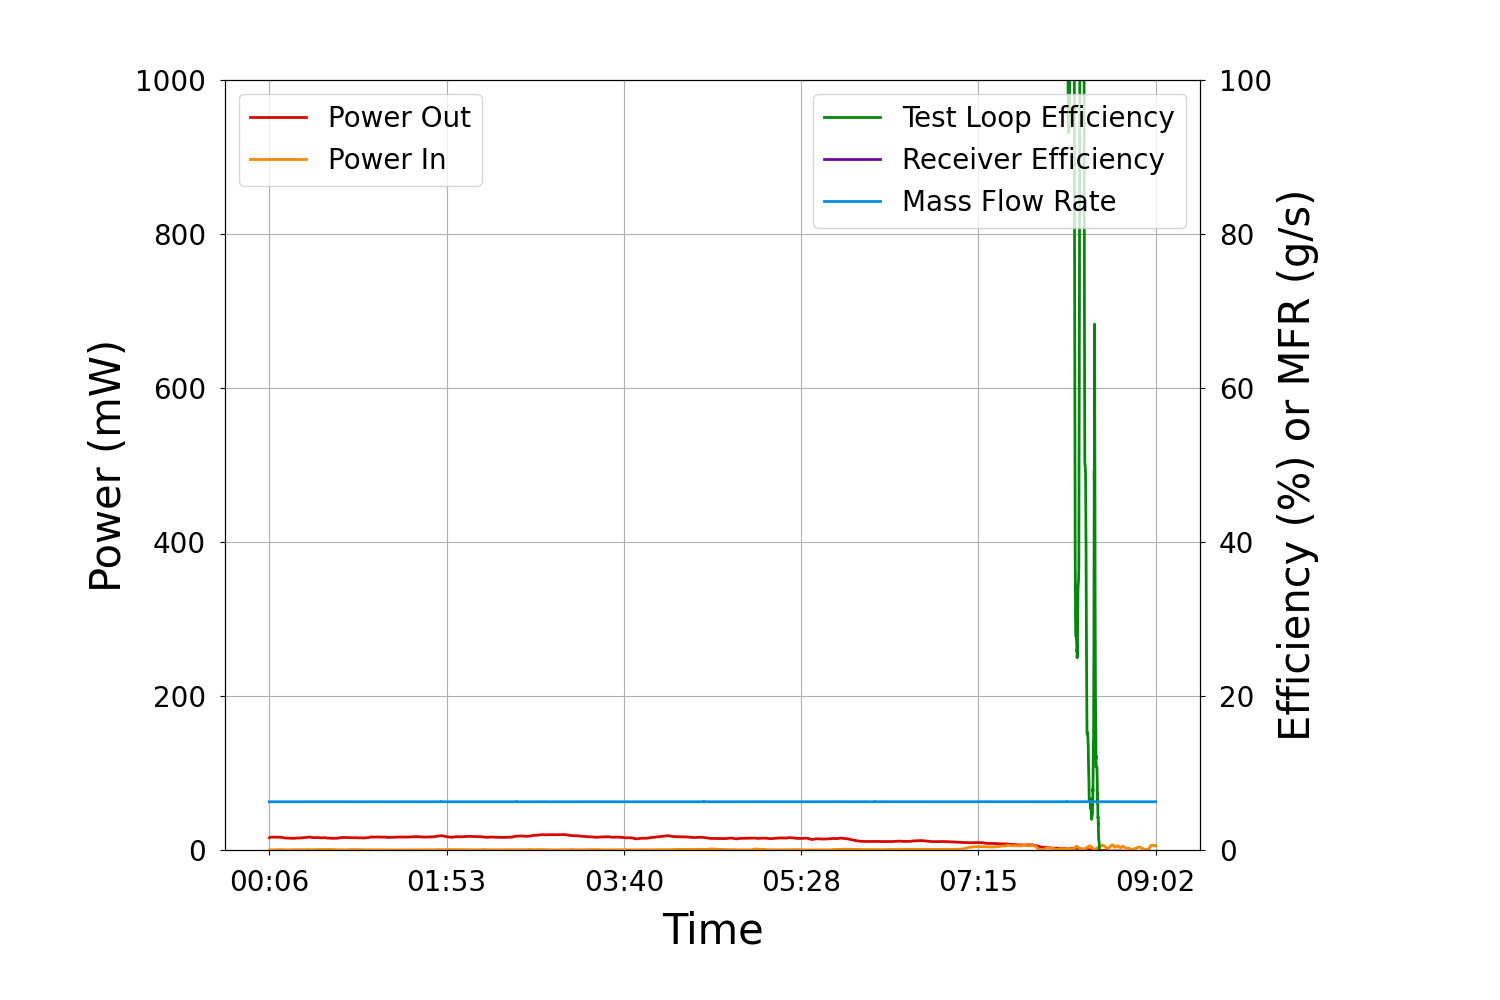 1000
800
600
400
200
0
Power (mW)
Power Out
Power In
Test Loop Efficiency
Receiver Efficiency
Mass Flow Rate
100
80
60
40
20
0
Efficiency (%) or MFR (g/s)
00:06 01:53 03:40 05:28 07:15 09:02
Time